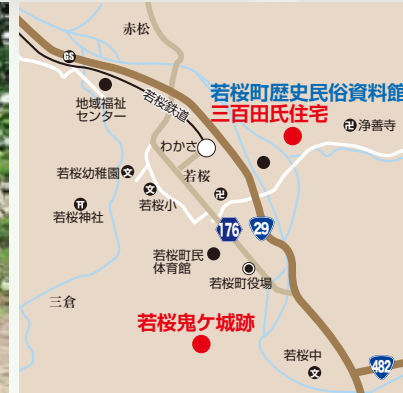 赤松
68
地域福祉
センター
若桜鉄道
若桜町歴史民俗資料館
三百田氏住宅
浄善寺
わかさ
若桜幼稚園
文
若桜
文
若桜小
若桜神社
176
29
若桜町民
体育館
若桜町役場
三倉
若桜鬼ケ城跡
若桜中
文
482